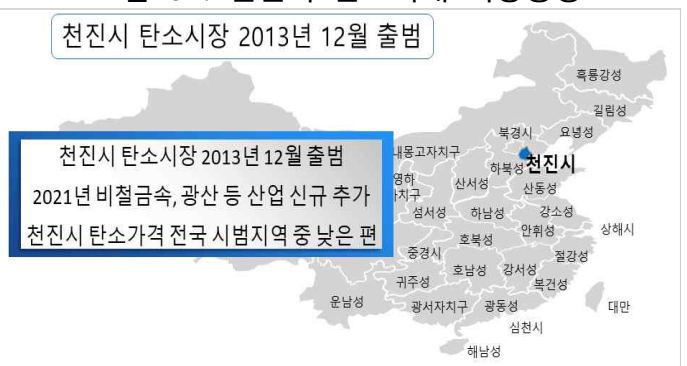 천진시 탄소시장 2013년 12월 출범
흑룡강성
길림성
북경시
요녕성
천진시 탄소시장 2013년 12월 출범
내몽고자치구
하북성
천진시
2021년 비철금속, 광산 등 산업 신규 추가
영하
치구
산서성
산동성
섬서성
하남성
강소성
천진시 탄소가격 전국 시범지역 중 낮은 편
안휘성
상해시
호북성
중경시
절강성
호남성
강서성
귀주성
복건성
운남성
광서자치구
광동성
대만
심천시
해남성